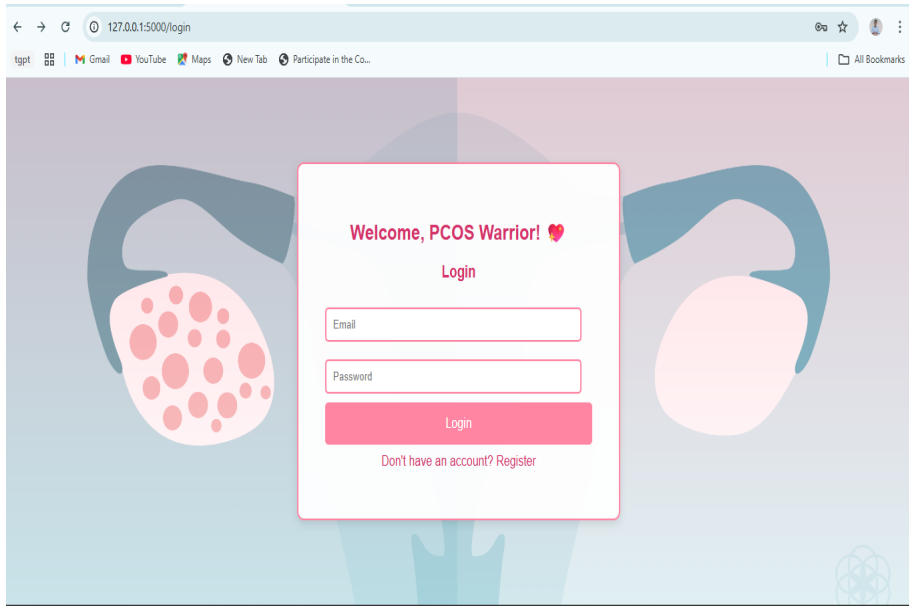 127.0.0.1:5000/login
tgpt Gmail YouTube Maps New Tab Participate in the Co... All Bookmarks
Welcome, PCOS Warrior! 💖
Login
Email
Password
Login
Don't have an account? Register